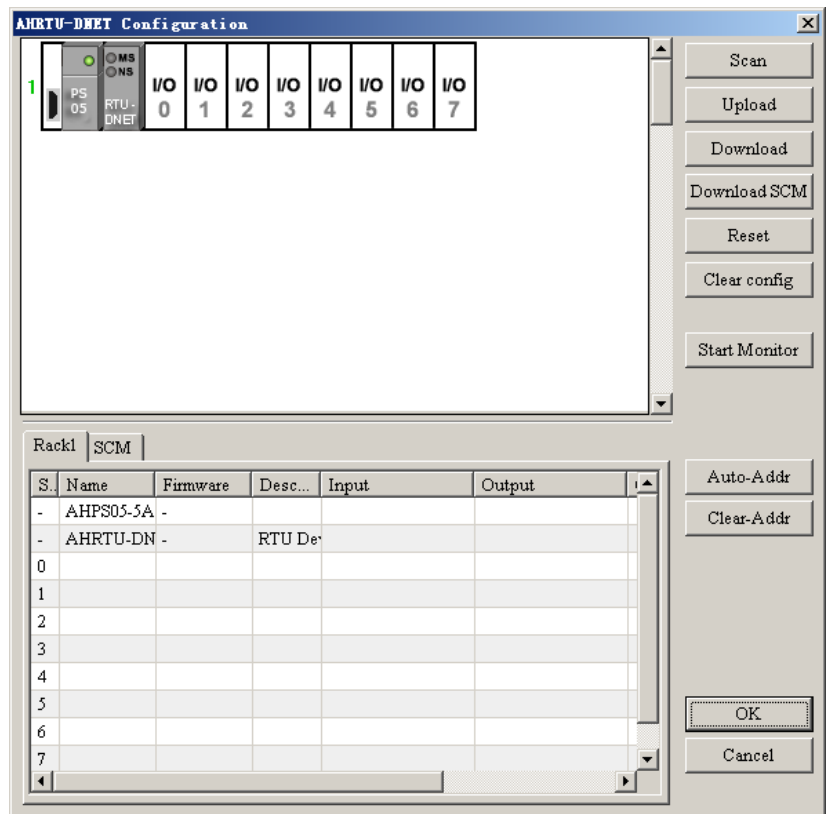 AHRTU-DNET Configuration
1
PS 05
MS
NS
RTU-DNET
I/O 0
I/O 1
I/O 2
I/O 3
I/O 4
I/O 5
I/O 6
I/O 7
Scan
Upload
Download
Download SCM
Reset
Clear config
Start Monitor
Rack1 SCM
S.. Name Firmware Desc... Input Output
- AHPS05-5A -
- AHRTU-DN - RTU De
0
1
2
3
4
5
6
7
Auto-Addr
Clear-Addr
OK
Cancel